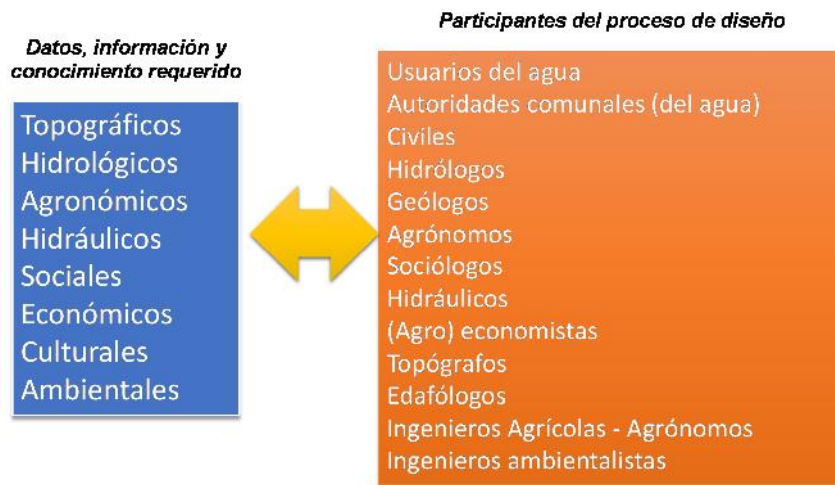 Datos, información y
conocimiento requerido
Topográficos
Hidrológicos
Agronómicos
Hidráulicos
Sociales
Económicos
Culturales
Ambientales
Participantes del proceso de diseño
Usuarios del agua
Autoridades comunales (del agua)
Civiles
Hidrólogos
Geólogos
Agrónomos
Sociólogos
Hidráulicos
(Agro) economistas
Topógrafos
Edafólogos
Ingenieros Agrícolas - Agrónomos
Ingenieros ambientalistas